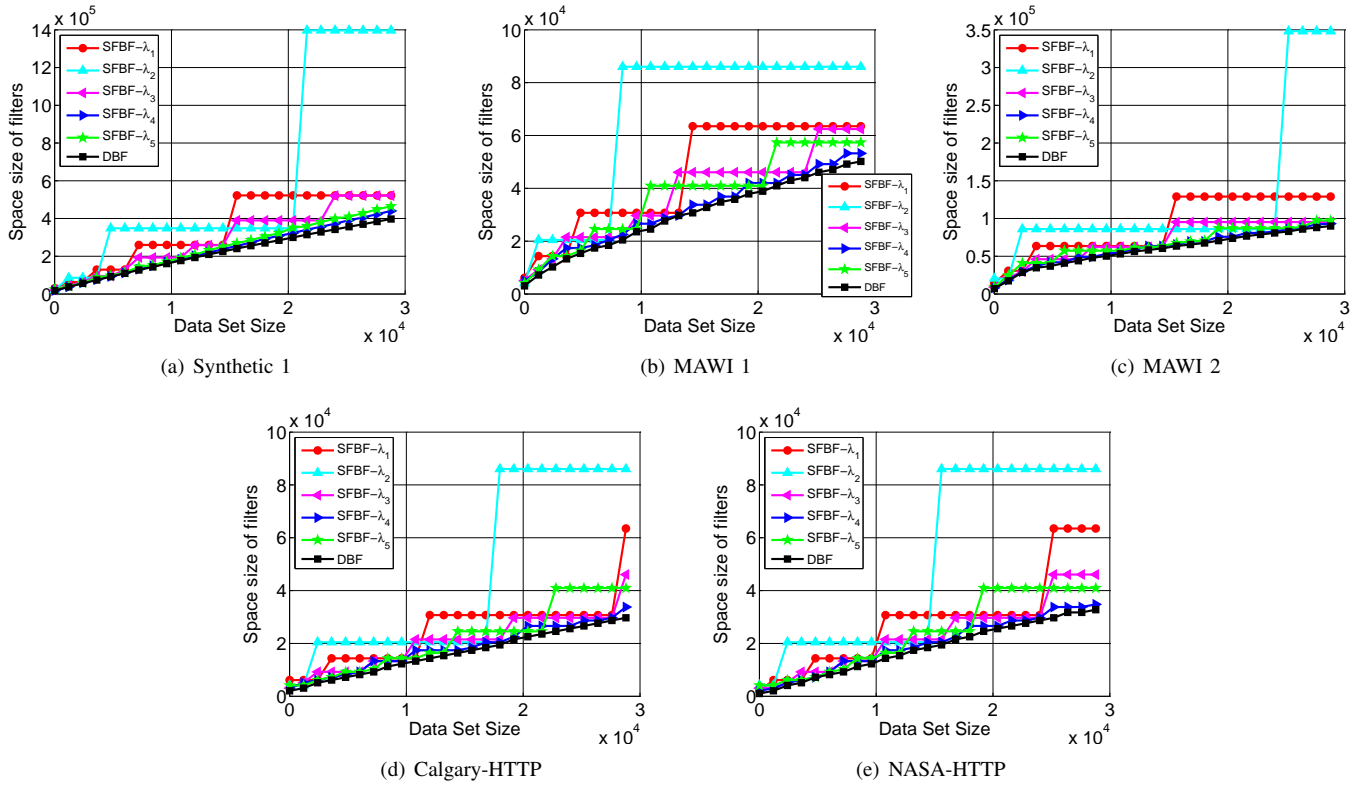 x 10^5
Space size of filters
14
12
10
8
6
4
2
0
SFBF-λ1
SFBF-λ2
SFBF-λ3
SFBF-λ4
SFBF-λ5
DBF
0 1 2 3
Data Set Size
x 10^4
(a) Synthetic 1
x 10^4
Space size of filters
10
8
6
4
2
0
SFBF-λ1
SFBF-λ2
SFBF-λ3
SFBF-λ4
SFBF-λ5
DBF
0 1 2 3
Data Set Size
x 10^4
(b) MAWI 1
x 10^5
Space size of filters
3.5
3
2.5
2
1.5
1
0.5
0
SFBF-λ1
SFBF-λ2
SFBF-λ3
SFBF-λ4
SFBF-λ5
DBF
0 1 2 3
Data Set Size
x 10^4
(c) MAWI 2
x 10^4
Space size of filters
10
8
6
4
2
0
SFBF-λ1
SFBF-λ2
SFBF-λ3
SFBF-λ4
SFBF-λ5
DBF
0 1 2 3
Data Set Size
x 10^4
(d) Calgary-HTTP
x 10^4
Space size of filters
10
8
6
4
2
0
SFBF-λ1
SFBF-λ2
SFBF-λ3
SFBF-λ4
SFBF-λ5
DBF
0 1 2 3
Data Set Size
x 10^4
(e) NASA-HTTP